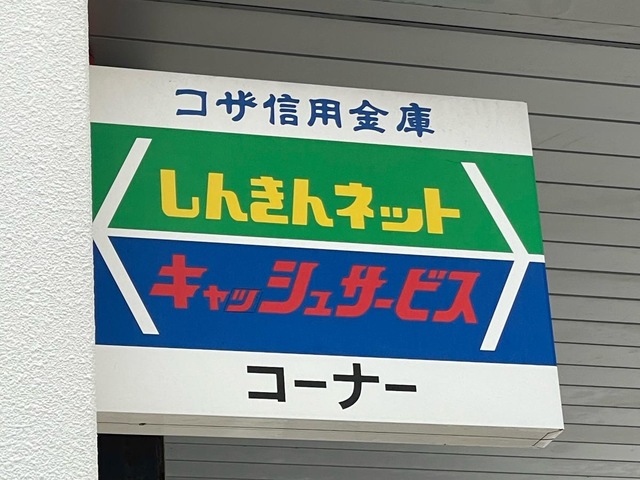 コザ信用金庫
しんきんネット
キャッシュサービス
コーナー